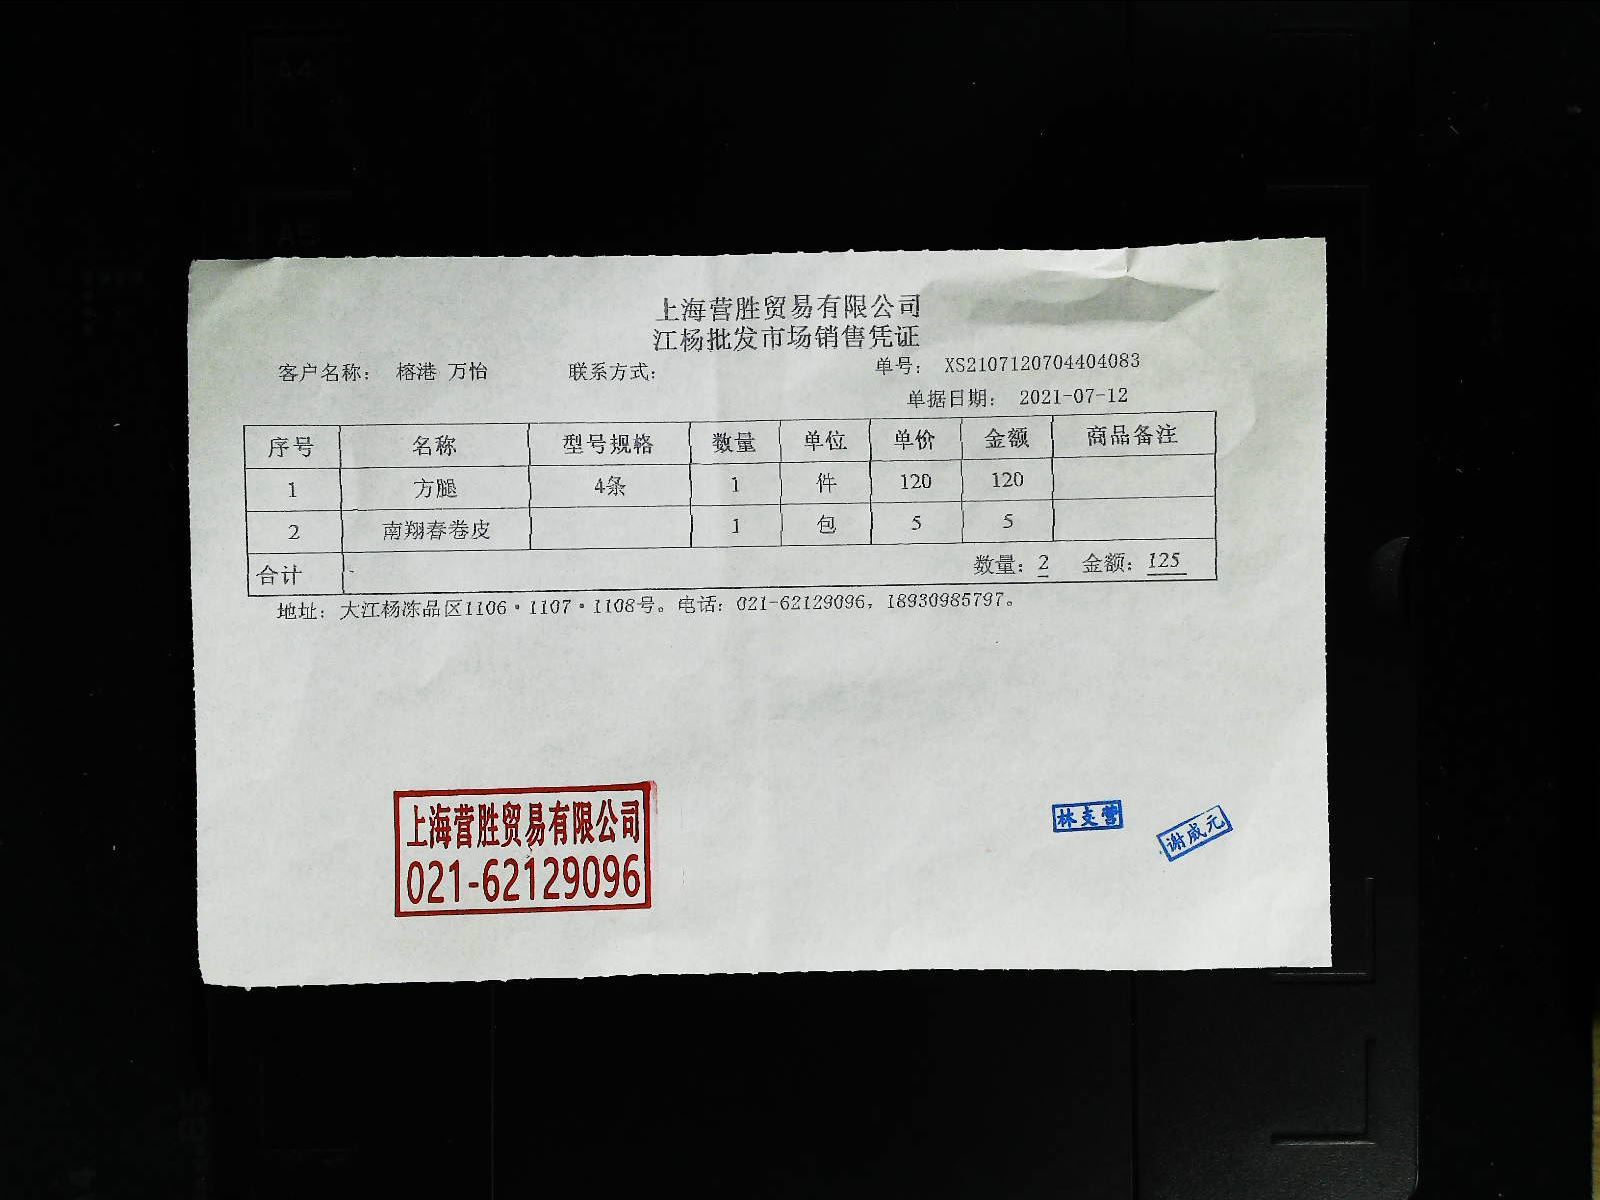 上海营胜贸易有限公司
江杨批发市场销售凭证
客户名称: 榕港 万怡 联系方式: 单号: XS2107120704404083
单据日期: 2021-07-12
序号 名称 型号规格 数量 单位 单价 金额 商品备注
1 方腿 4条 1 件 120 120
2 南翔春卷皮 1 包 5 5
合计 - 数量: 2 金额: 125
地址: 大江杨冻品区1106·1107·1108号。电话: 021-62129096, 18930985797。
上海营胜贸易有限公司
021-62129096
林支营
谢成元
A4
A5